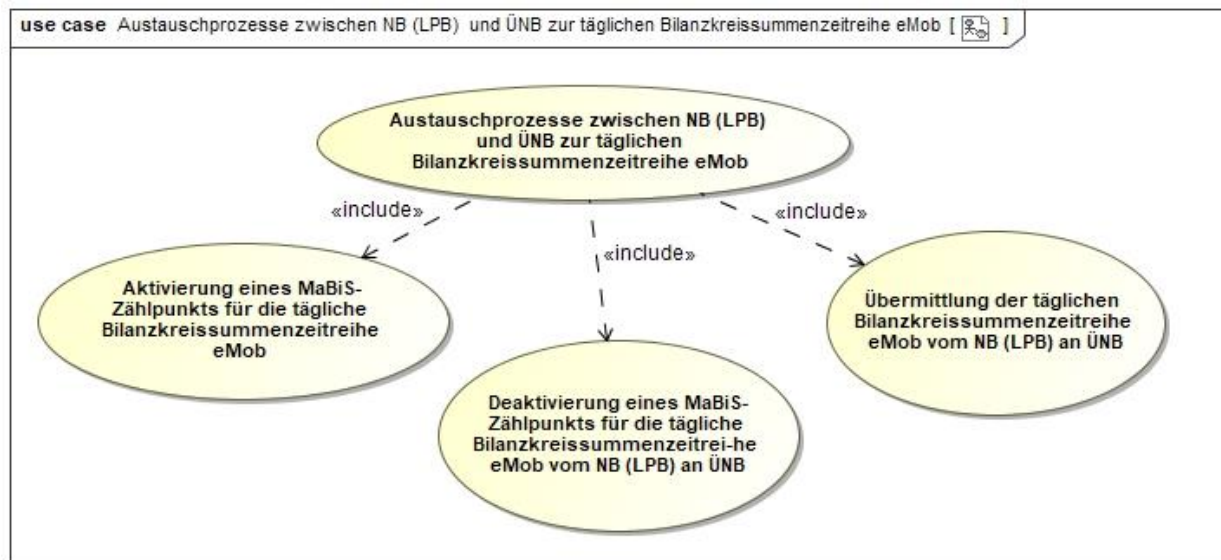 use case Austauschprozesse zwischen NB (LPB) und ÜNB zur täglichen Bilanzkreissummenzeitreihe eMob [ ]
Austauschprozesse zwischen NB (LPB)
und ÜNB zur täglichen
Bilanzkreissummenzeitreihe eMob
«include»
«include»
«include»
Aktivierung eines MaBiS-
Zählpunkts für die tägliche
Bilanzkreissummenzeitreihe
eMob
Deaktivierung eines MaBiS-
Zählpunkts für die tägliche
Bilanzkreissummenzeitrei-he
eMob vom NB (LPB) an ÜNB
Übermittlung der täglichen
Bilanzkreissummenzeitreihe
eMob vom NB (LPB) an ÜNB